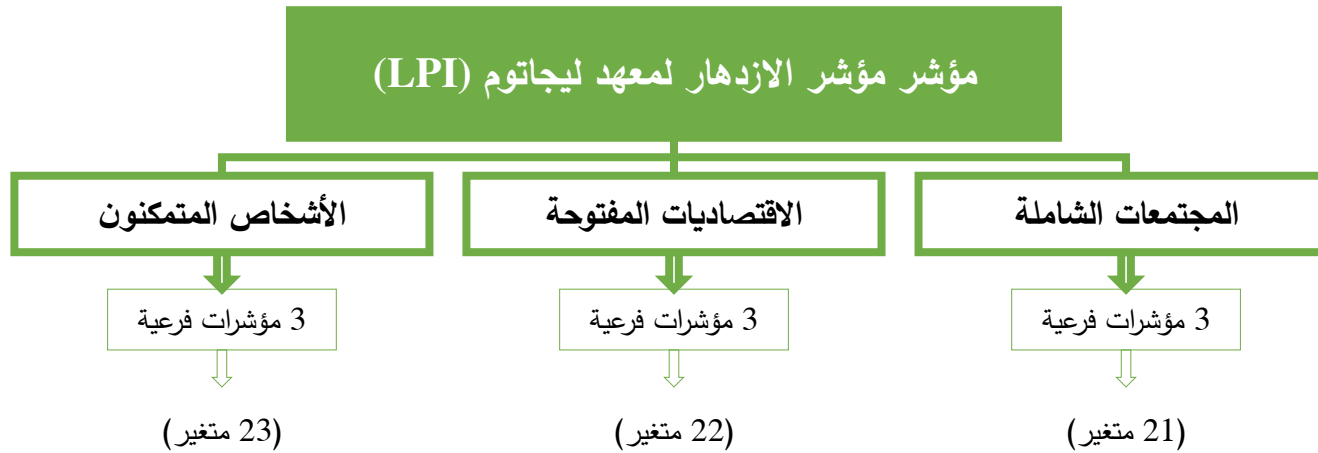 مؤشر مؤشر الازدهار لمعهد ليجاتوم (LPI)
المجتمعات الشاملة
الاقتصاديات المفتوحة
الأشخاص المتمكنون
3 مؤشرات فرعية
3 مؤشرات فرعية
3 مؤشرات فرعية
(21 متغير)
(22 متغير)
(23 متغير)